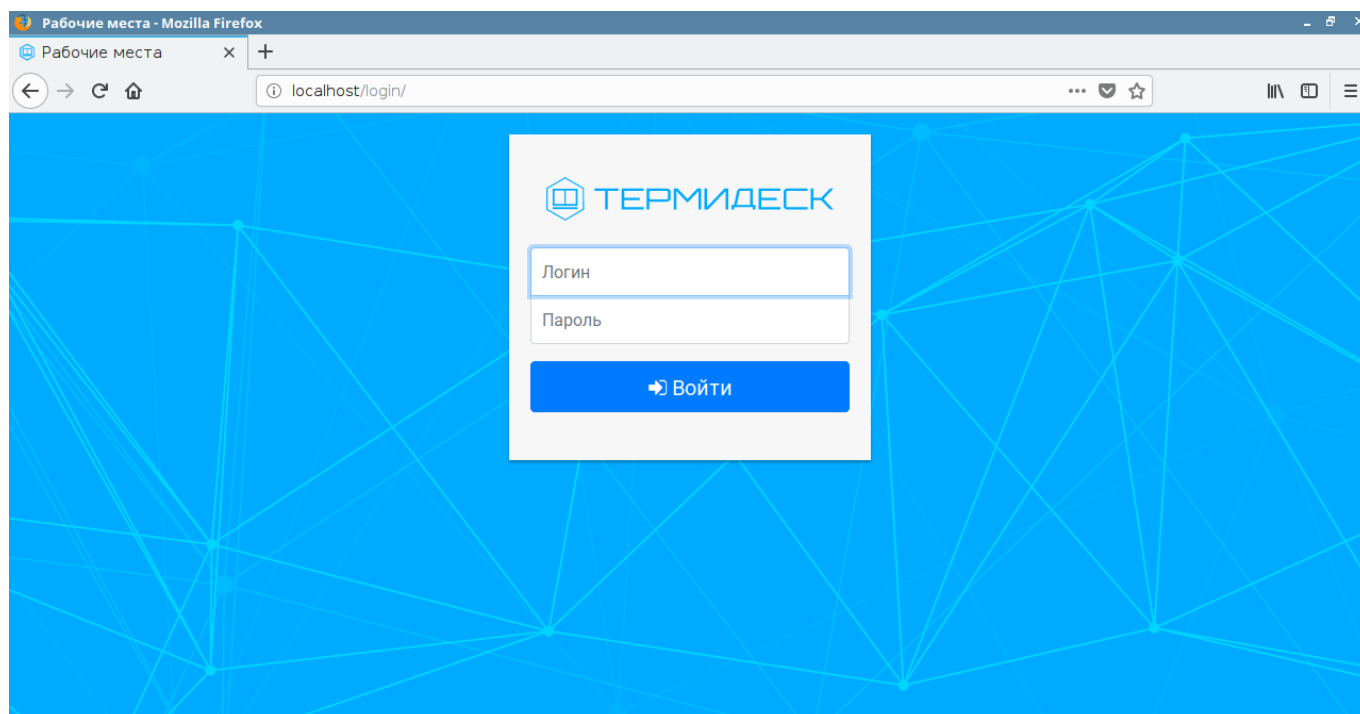 Рабочие места - Mozilla Firefox
Рабочие места
localhost/login/
ТЕРМИДЕСК
Логин
Пароль
Войти